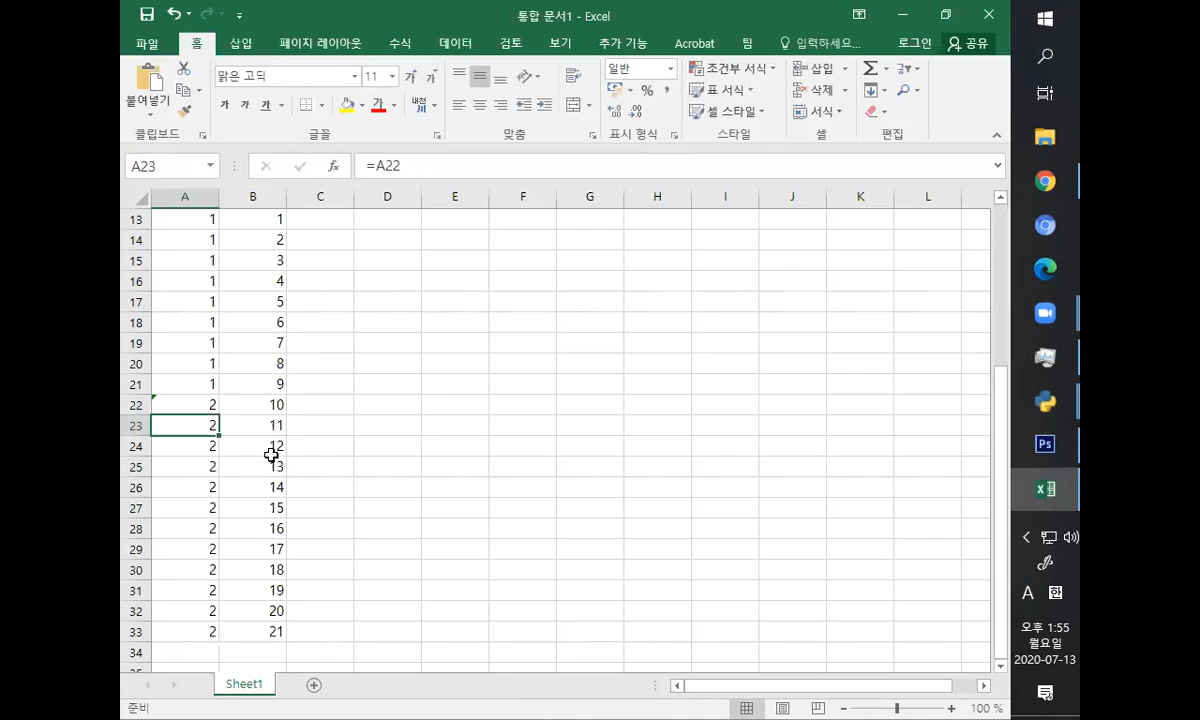 통합 문서1 - Excel
파일 홈 삽입 페이지 레이아웃 수식 데이터 검토 보기 추가 기능 Acrobat 팀 입력하세요... 로그인 공유
붙여넣기
맑은 고딕 11 가 가
가 가 가 가 내천
일반
%
조건부 서식
표 서식
셀 스타일
삽입
삭제
서식
클립보드 글꼴 맞춤 표시 형식 스타일 셀 편집
A23 fx =A22
A B C D E F G H I J K L
13 1 1
14 1 2
15 1 3
16 1 4
17 1 5
18 1 6
19 1 7
20 1 8
21 1 9
22 2 10
23 2 11
24 2 12
25 2 13
26 2 14
27 2 15
28 2 16
29 2 17
30 2 18
31 2 19
32 2 20
33 2 21
34
Sheet1
준비 100 %
Ps
A 한
오후 1:55
월요일
2020-07-13